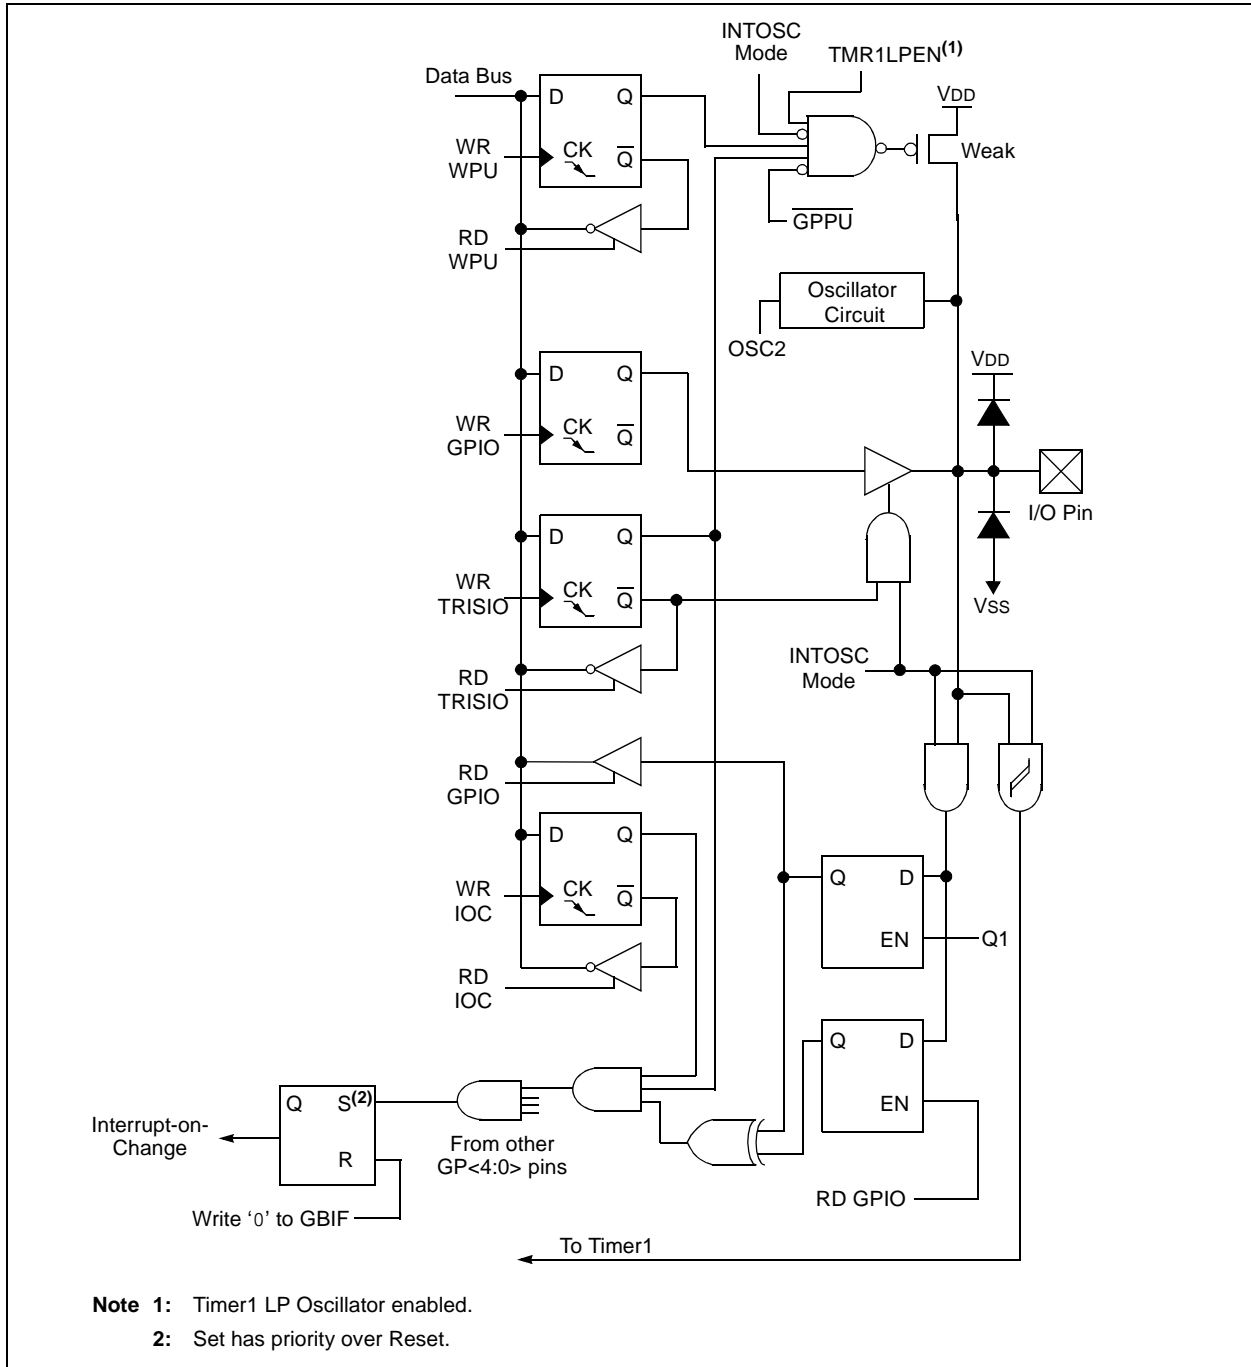 INTOSC
Mode
TMR1LPEN(1)
Data Bus
D
Q
VDD
WR
WPU
CK
Q
Weak
RD
WPU
GPPU
Oscillator
Circuit
OSC2
D
Q
VDD
WR
GPIO
CK
Q
I/O Pin
D
Q
WR
TRISIO
CK
Q
VSS
INTOSC
Mode
RD
TRISIO
RD
GPIO
D
Q
WR
IOC
CK
Q
Q
D
EN
Q1
RD
IOC
Q
D
EN
Q
S(2)
R
Interrupt-on-
Change
From other
GP<4:0> pins
RD GPIO
Write ‘0’ to GBIF
To Timer1
Note 1: Timer1 LP Oscillator enabled.
2: Set has priority over Reset.